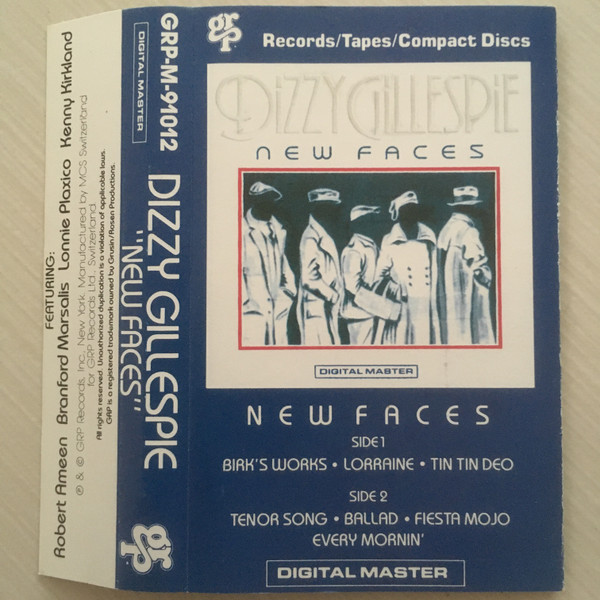 FEATURING:
Robert Ameen Branford Marsalis Lonnie Plaxico Kenny Kirkland
℗ & © GRP Records, Inc., New York. Manufactured by MCS Switzerland
for GRP Records Ltd., Switzerland.
All rights reserved. Unauthorized duplication is a violation of applicable laws.
GRP is a registered trademark owned by Grusin/Rosen Productions.
GRP-M-91012
DIGITAL MASTER
DIZZY GILLESPIE
"NEW FACES"
grp
grp
Records/Tapes/Compact Discs
DIZZY GILLESPIE
NEW FACES
DIGITAL MASTER
NEW FACES
SIDE 1
BIRK'S WORKS • LORRAINE • TIN TIN DEO
SIDE 2
TENOR SONG • BALLAD • FIESTA MOJO
EVERY MORNIN'
DIGITAL MASTER